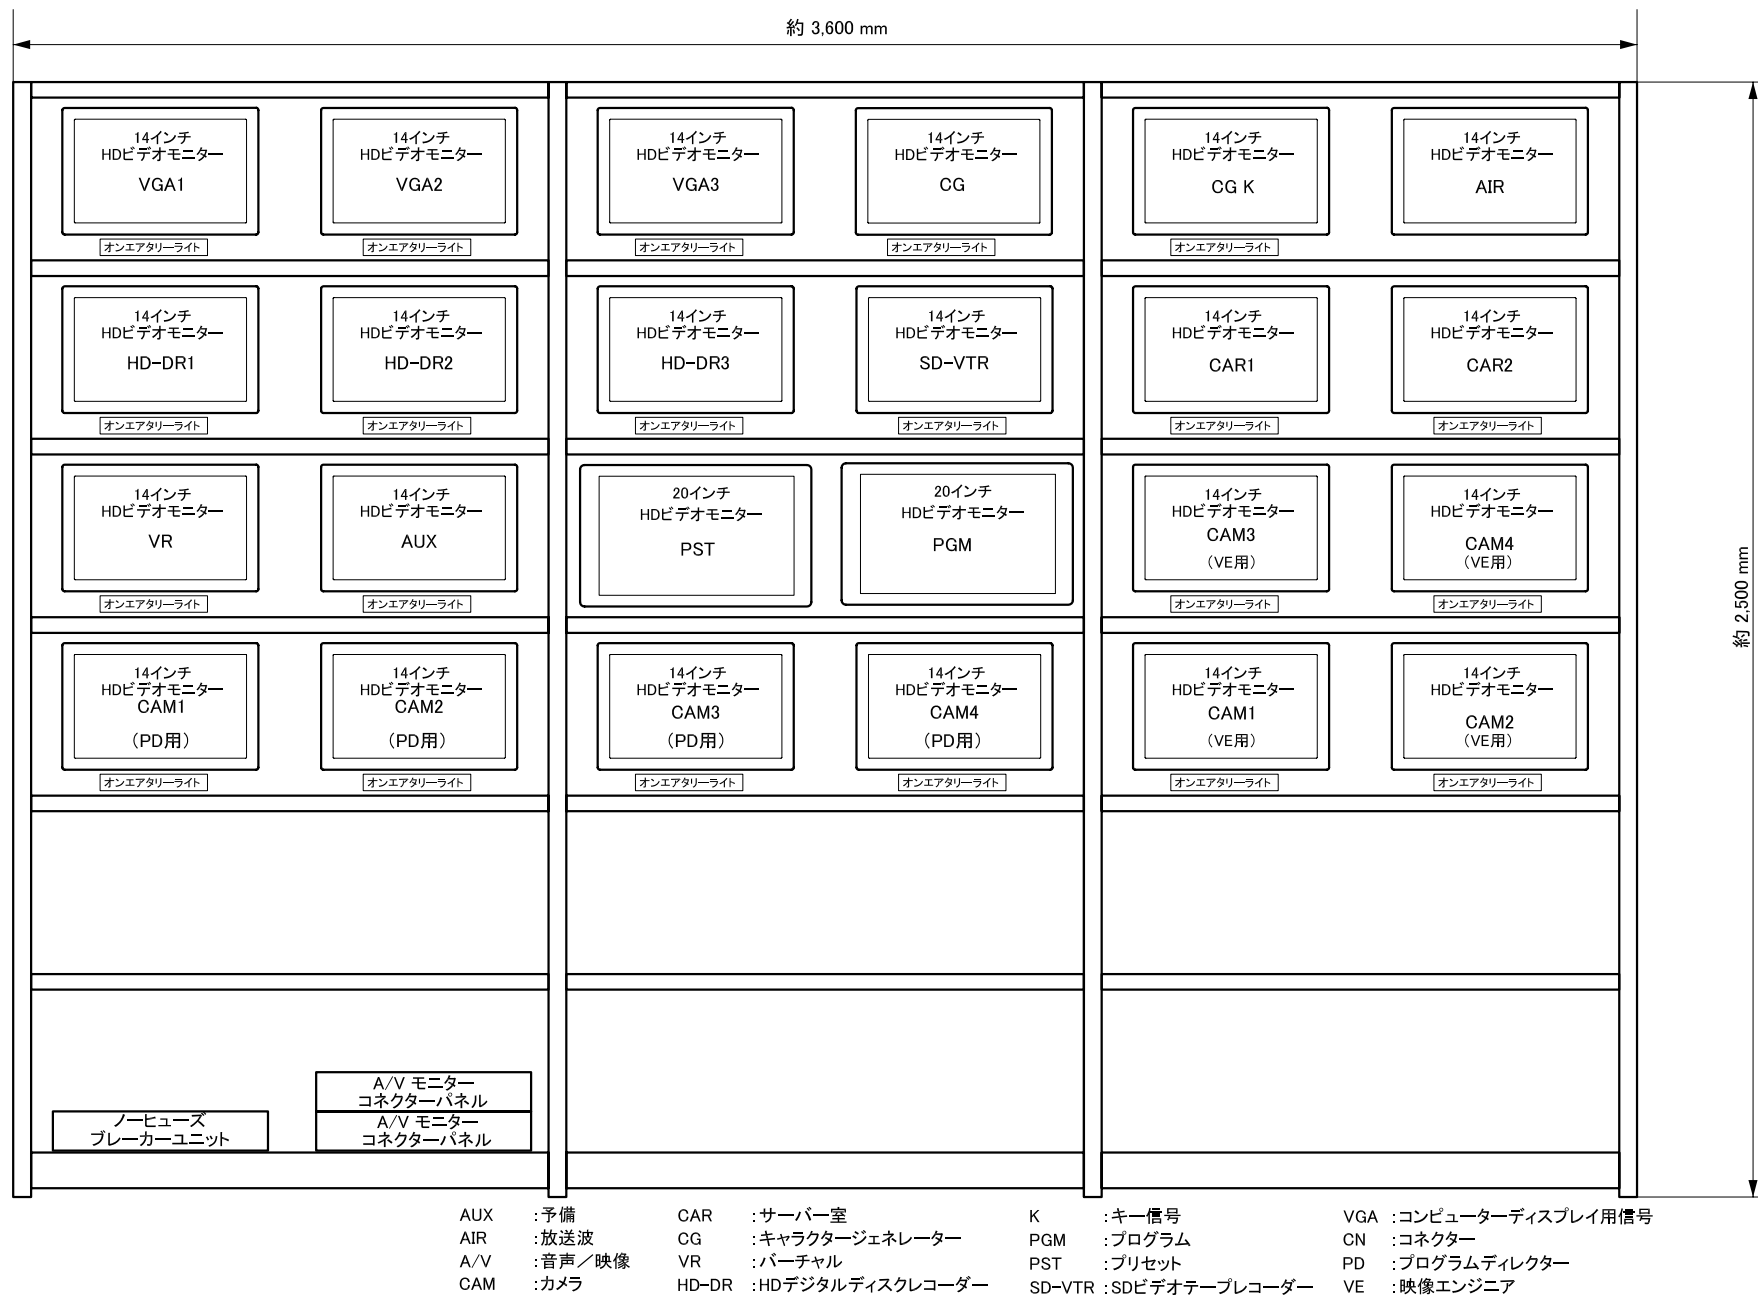 約 3,600 mm
14インチ
HDビデオモニター
VGA1
オンエアタリーライト
14インチ
HDビデオモニター
VGA2
オンエアタリーライト
14インチ
HDビデオモニター
VGA3
オンエアタリーライト
14インチ
HDビデオモニター
CG
オンエアタリーライト
14インチ
HDビデオモニター
CG K
オンエアタリーライト
14インチ
HDビデオモニター
AIR
14インチ
HDビデオモニター
HD-DR1
オンエアタリーライト
14インチ
HDビデオモニター
HD-DR2
オンエアタリーライト
14インチ
HDビデオモニター
HD-DR3
オンエアタリーライト
14インチ
HDビデオモニター
SD-VTR
オンエアタリーライト
14インチ
HDビデオモニター
CAR1
オンエアタリーライト
14インチ
HDビデオモニター
CAR2
オンエアタリーライト
14インチ
HDビデオモニター
VR
オンエアタリーライト
14インチ
HDビデオモニター
AUX
オンエアタリーライト
20インチ
HDビデオモニター
PST
20インチ
HDビデオモニター
PGM
14インチ
HDビデオモニター
CAM3
(VE用)
オンエアタリーライト
14インチ
HDビデオモニター
CAM4
(VE用)
オンエアタリーライト
14インチ
HDビデオモニター
CAM1
(PD用)
オンエアタリーライト
14インチ
HDビデオモニター
CAM2
(PD用)
オンエアタリーライト
14インチ
HDビデオモニター
CAM3
(PD用)
オンエアタリーライト
14インチ
HDビデオモニター
CAM4
(PD用)
オンエアタリーライト
14インチ
HDビデオモニター
CAM1
(VE用)
オンエアタリーライト
14インチ
HDビデオモニター
CAM2
(VE用)
オンエアタリーライト
約 2,500 mm
ノーヒューズ
ブレーカーユニット
A/V モニター
コネクターパネル
A/V モニター
コネクターパネル
AUX :予備
AIR :放送波
A/V :音声／映像
CAM :カメラ
CAR :サーバー室
CG :キャラクタージェネレーター
VR :バーチャル
HD-DR :HDデジタルディスクレコーダー
K :キー信号
PGM :プログラム
PST :プリセット
SD-VTR :SDビデオテープレコーダー
VGA :コンピューターディスプレイ用信号
CN :コネクター
PD :プログラムディレクター
VE :映像エンジニア